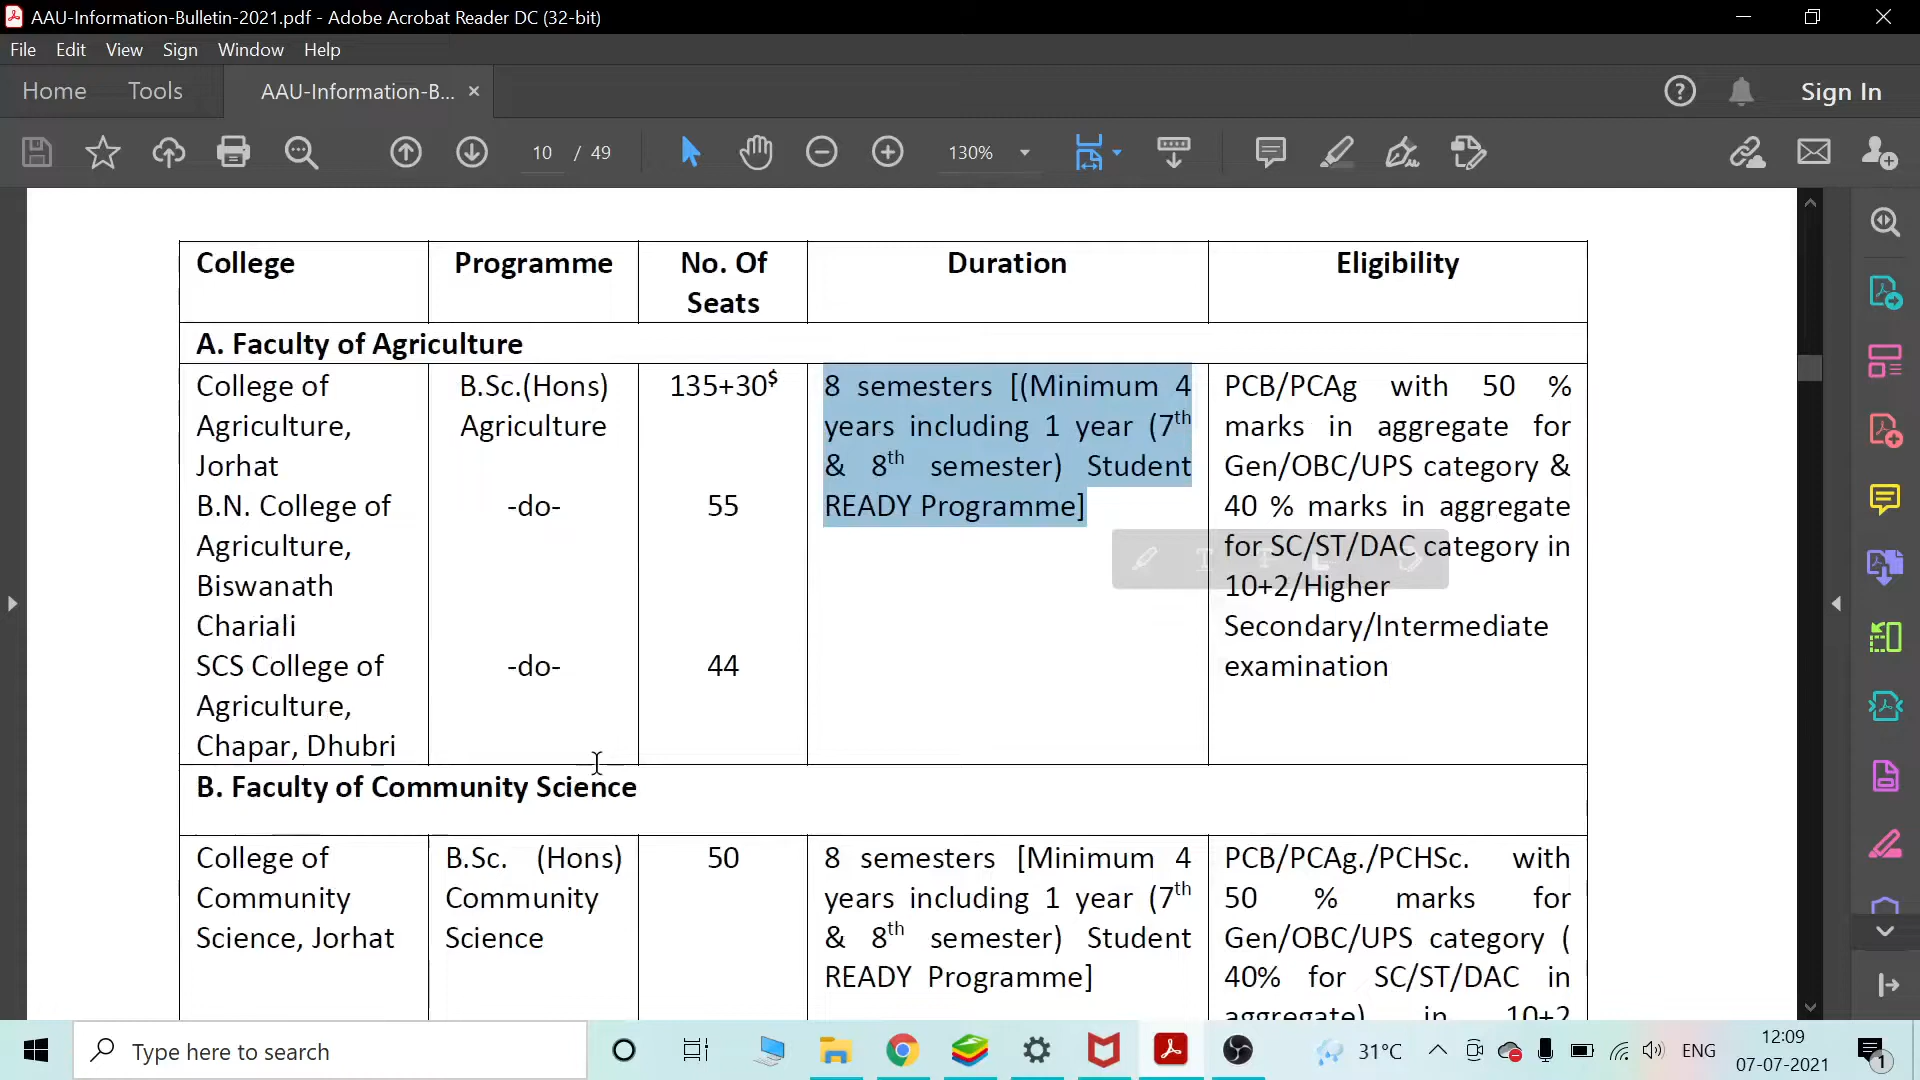 AAU-Information-Bulletin-2021.pdf - Adobe Acrobat Reader DC (32-bit)
File Edit View Sign Window Help
Home Tools AAU-Information-B... × Sign In
10 / 49 130%
College Programme No. Of Seats Duration Eligibility
A. Faculty of Agriculture
College of B.Sc.(Hons) 135+30$ 8 semesters [(Minimum 4 PCB/PCAg with 50 %
Agriculture, Agriculture years including 1 year (7th marks in aggregate for
Jorhat & 8th semester) Student Gen/OBC/UPS category &
B.N. College of -do- 55 READY Programme] 40 % marks in aggregate
Agriculture, for SC/ST/DAC category in
Biswanath 10+2/Higher
Chariali Secondary/Intermediate
SCS College of -do- 44 examination
Agriculture,
Chapar, Dhubri
B. Faculty of Community Science
College of B.Sc. (Hons) 50 8 semesters [Minimum 4 PCB/PCAg./PCHSc. with
Community Community years including 1 year (7th 50 % marks for
Science, Jorhat Science & 8th semester) Student Gen/OBC/UPS category (
READY Programme] 40% for SC/ST/DAC in
aggregate) in 10+2
Type here to search 31°C ENG 12:09
07-07-2021 1